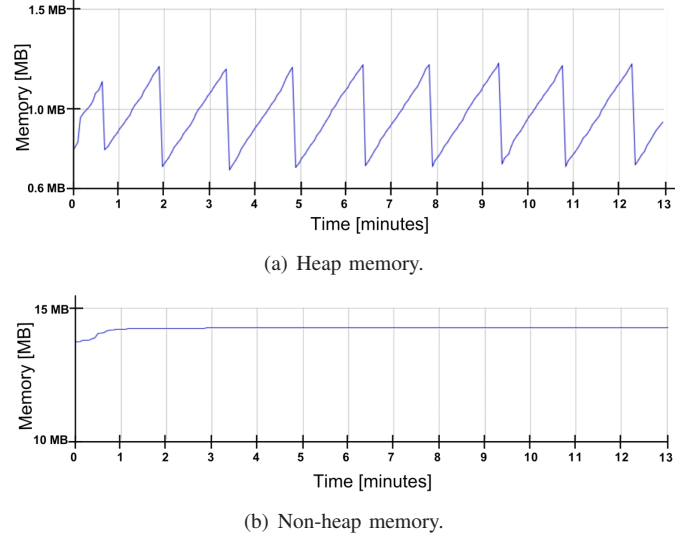 1.5 MB
Memory [MB]
1.0 MB
0.6 MB
0 1 2 3 4 5 6 7 8 9 10 11 12 13
Time [minutes]
(a) Heap memory.
15 MB
Memory [MB]
10 MB
0 1 2 3 4 5 6 7 8 9 10 11 12 13
Time [minutes]
(b) Non-heap memory.